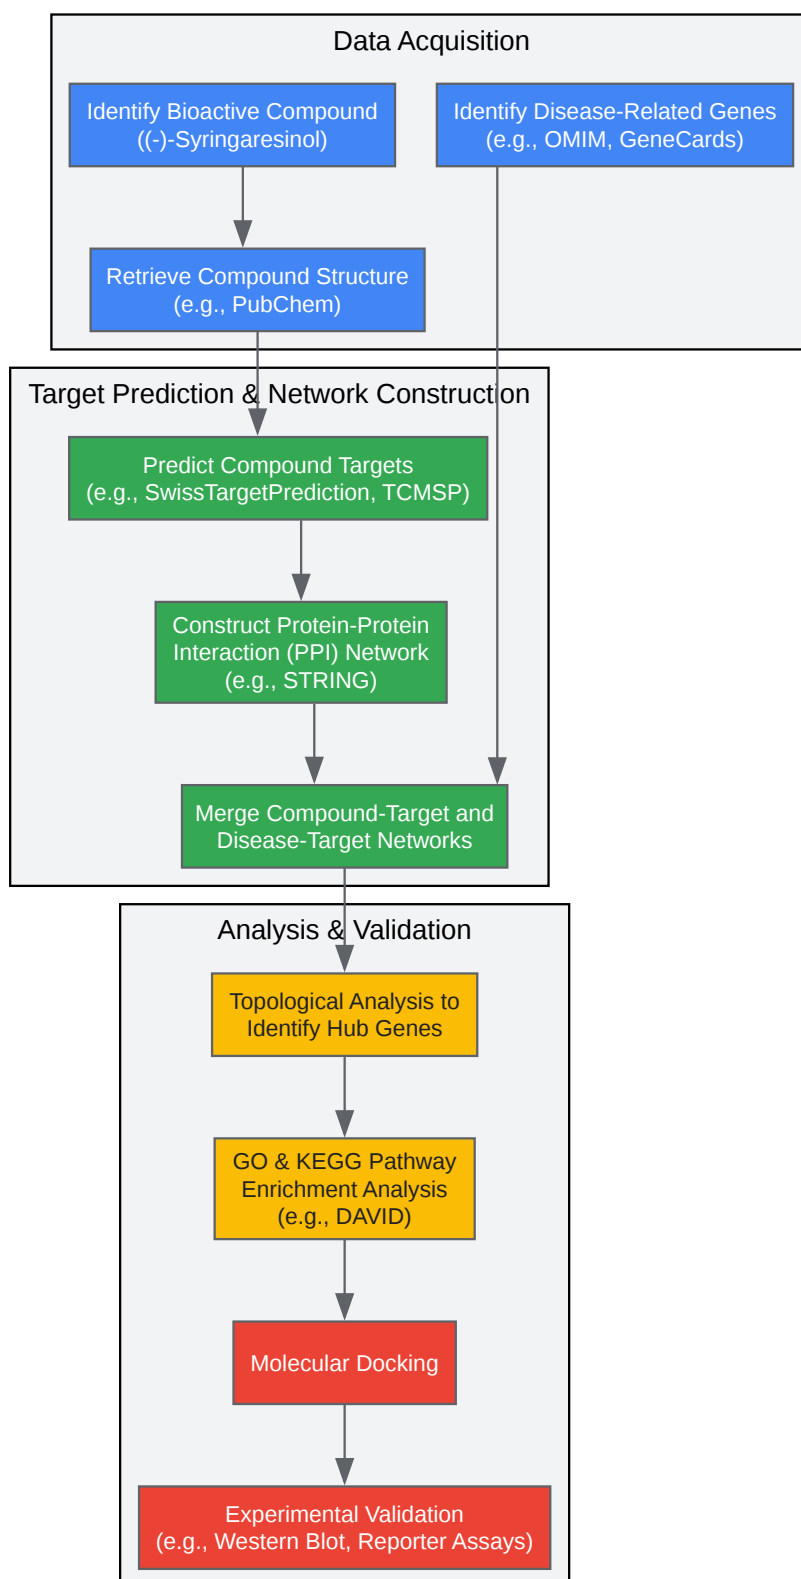 Data Acquisition
Identify Bioactive Compound
((-)-Syringaresinol)
Identify Disease-Related Genes
(e.g., OMIM, GeneCards)
Retrieve Compound Structure
(e.g., PubChem)
Target Prediction & Network Construction
Predict Compound Targets
(e.g., SwissTargetPrediction, TCMSP)
Construct Protein-Protein
Interaction (PPI) Network
(e.g., STRING)
Merge Compound-Target and
Disease-Target Networks
Analysis & Validation
Topological Analysis to
Identify Hub Genes
GO & KEGG Pathway
Enrichment Analysis
(e.g., DAVID)
Molecular Docking
Experimental Validation
(e.g., Western Blot, Reporter Assays)